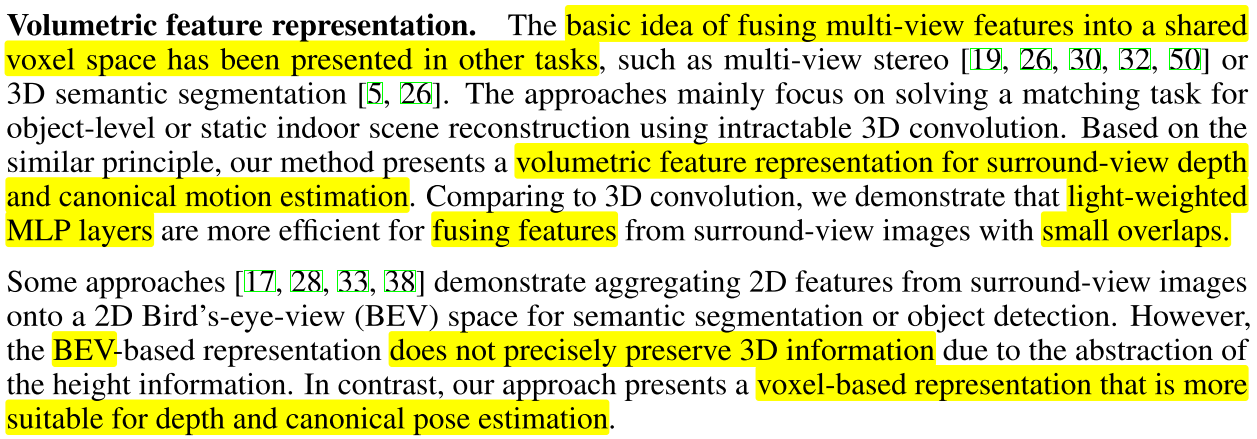 Volumetric feature representation. The basic idea of fusing multi-view features into a shared
voxel space has been presented in other tasks, such as multi-view stereo [19, 26, 30, 32, 50] or
3D semantic segmentation [5, 26]. The approaches mainly focus on solving a matching task for
object-level or static indoor scene reconstruction using intractable 3D convolution. Based on the
similar principle, our method presents a volumetric feature representation for surround-view depth
and canonical motion estimation. Comparing to 3D convolution, we demonstrate that light-weighted
MLP layers are more efficient for fusing features from surround-view images with small overlaps.
Some approaches [17, 28, 33, 38] demonstrate aggregating 2D features from surround-view images
onto a 2D Bird's-eye-view (BEV) space for semantic segmentation or object detection. However,
the BEV-based representation does not precisely preserve 3D information due to the abstraction of
the height information. In contrast, our approach presents a voxel-based representation that is more
suitable for depth and canonical pose estimation.